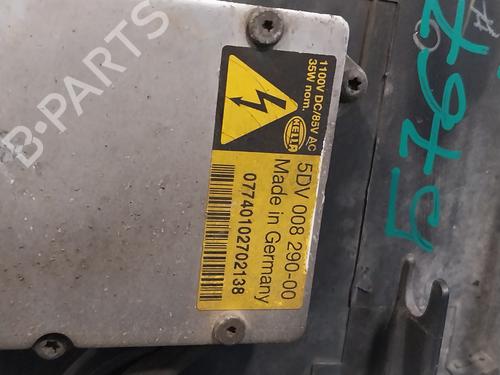 B-PARTS
1100V DC/85V AC
35W nom.
HELLA
5DV 008 290-00
Made in Germany
07740102702138